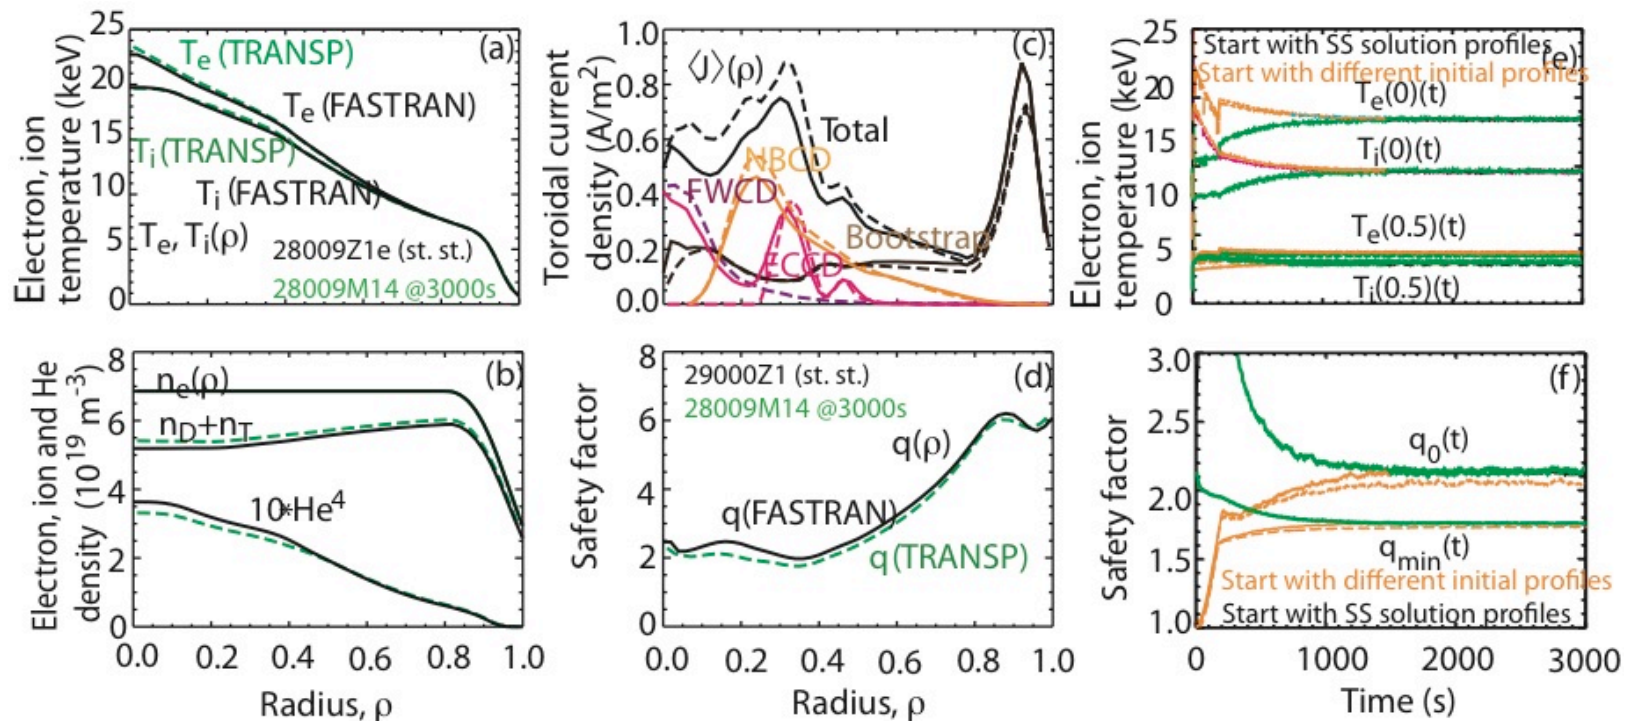 25
20
15
10
5
0
Electron, ion
temperature (keV)
(a)
Te (TRANSP)
Te (FASTRAN)
Ti (TRANSP)
Ti (FASTRAN)
Te, Ti(ρ)
28009Z1e (st. st.)
28009M14 @3000s
1.0
0.8
0.6
0.4
0.2
0.0
Toroidal current
density (A/m²)
(c)
⟨J⟩(ρ)
Total
NBCD
FWCD
Bootstrap
ECCD
25
20
15
10
5
0
Electron, ion
temperature (keV)
Start with SS solution profiles
(e)
Start with different initial profiles
Te(0)(t)
Ti(0)(t)
Te(0.5)(t)
Ti(0.5)(t)
8
6
4
2
0
Electron, ion and He
density (10¹⁹ m⁻³)
(b)
ne(ρ)
nD+nT
10*He⁴
0.0 0.2 0.4 0.6 0.8 1.0
Radius, ρ
8
6
4
2
0
Safety factor
29000Z1 (st. st.)
(d)
28009M14 @3000s
q(ρ)
q(FASTRAN)
q(TRANSP)
0.0 0.2 0.4 0.6 0.8 1.0
Radius, ρ
3.0
2.5
2.0
1.5
1.0
Safety factor
(f)
q0(t)
qmin(t)
Start with different initial profiles
Start with SS solution profiles
0 1000 2000 3000
Time (s)